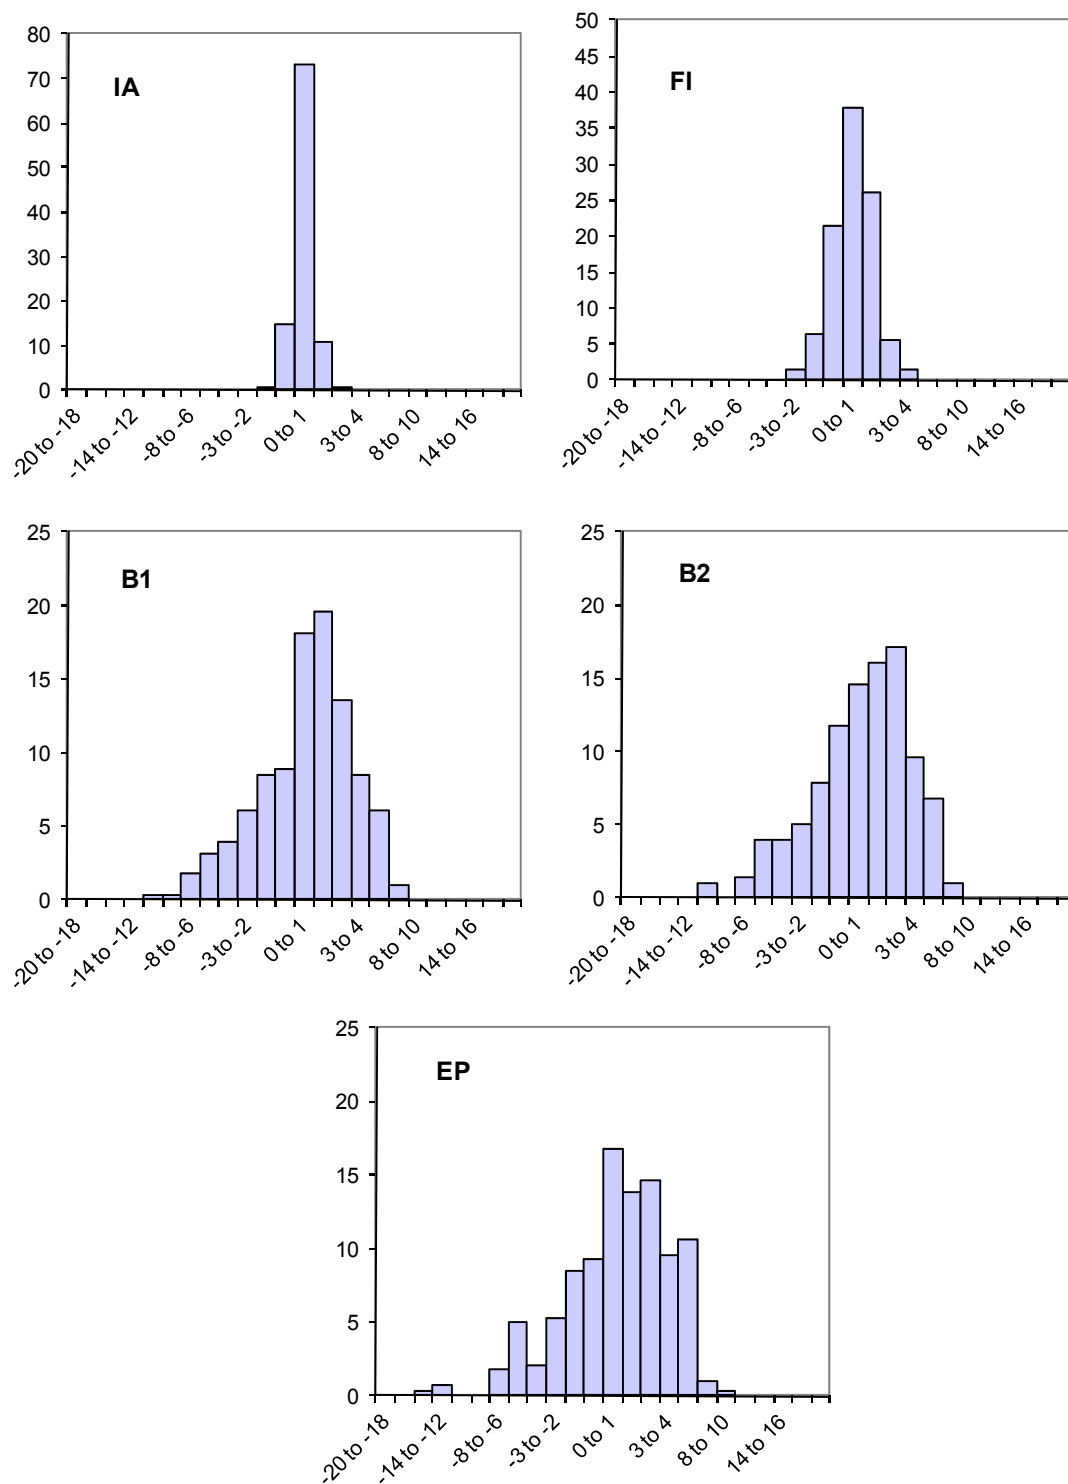 IA
80
70
60
50
40
30
20
10
0
-20 to -18
-14 to -12
-8 to -6
-3 to -2
0 to 1
3 to 4
8 to 10
14 to 16
FI
50
45
40
35
30
25
20
15
10
5
0
-20 to -18
-14 to -12
-8 to -6
-3 to -2
0 to 1
3 to 4
8 to 10
14 to 16
B1
25
20
15
10
5
0
-20 to -18
-14 to -12
-8 to -6
-3 to -2
0 to 1
3 to 4
8 to 10
14 to 16
B2
25
20
15
10
5
0
-20 to -18
-14 to -12
-8 to -6
-3 to -2
0 to 1
3 to 4
8 to 10
14 to 16
EP
25
20
15
10
5
0
-20 to -18
-14 to -12
-8 to -6
-3 to -2
0 to 1
3 to 4
8 to 10
14 to 16